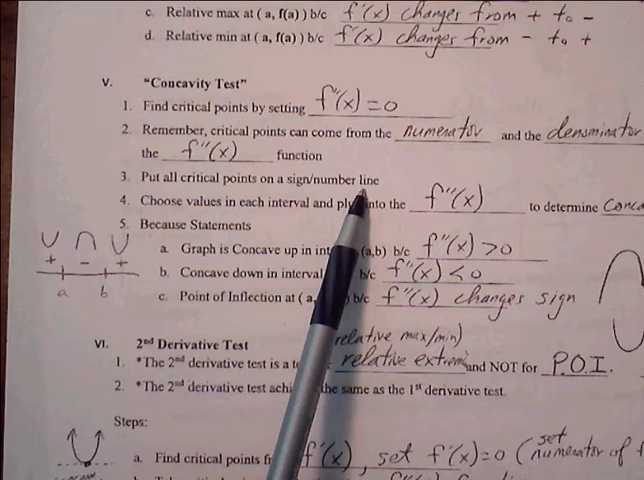 c. Relative max at ( a, f(a) ) b/c f'(x) changes from + to -
d. Relative min at ( a, f(a) ) b/c f'(x) changes from - to +
V. "Concavity Test"
1. Find critical points by setting f''(x) = 0
2. Remember, critical points can come from the numerator and the denominator
the f''(x) function
3. Put all critical points on a sign/number line
4. Choose values in each interval and plu into the f''(x) to determine Conca
5. Because Statements
a. Graph is Concave up in int (a,b) b/c f''(x) > 0
b. Concave down in interval b/c f''(x) < 0
c. Point of Inflection at ( a, ) b/c f''(x) changes sign
+ - +
a b
VI. 2nd Derivative Test
relative max/min)
1. *The 2nd derivative test is a t relative extrema and NOT for P.O.I.
2. *The 2nd derivative test achi the same as the 1st derivative test.
Steps:
a. Find critical points f f'(x), set f'(x)=0 (set numerator of f